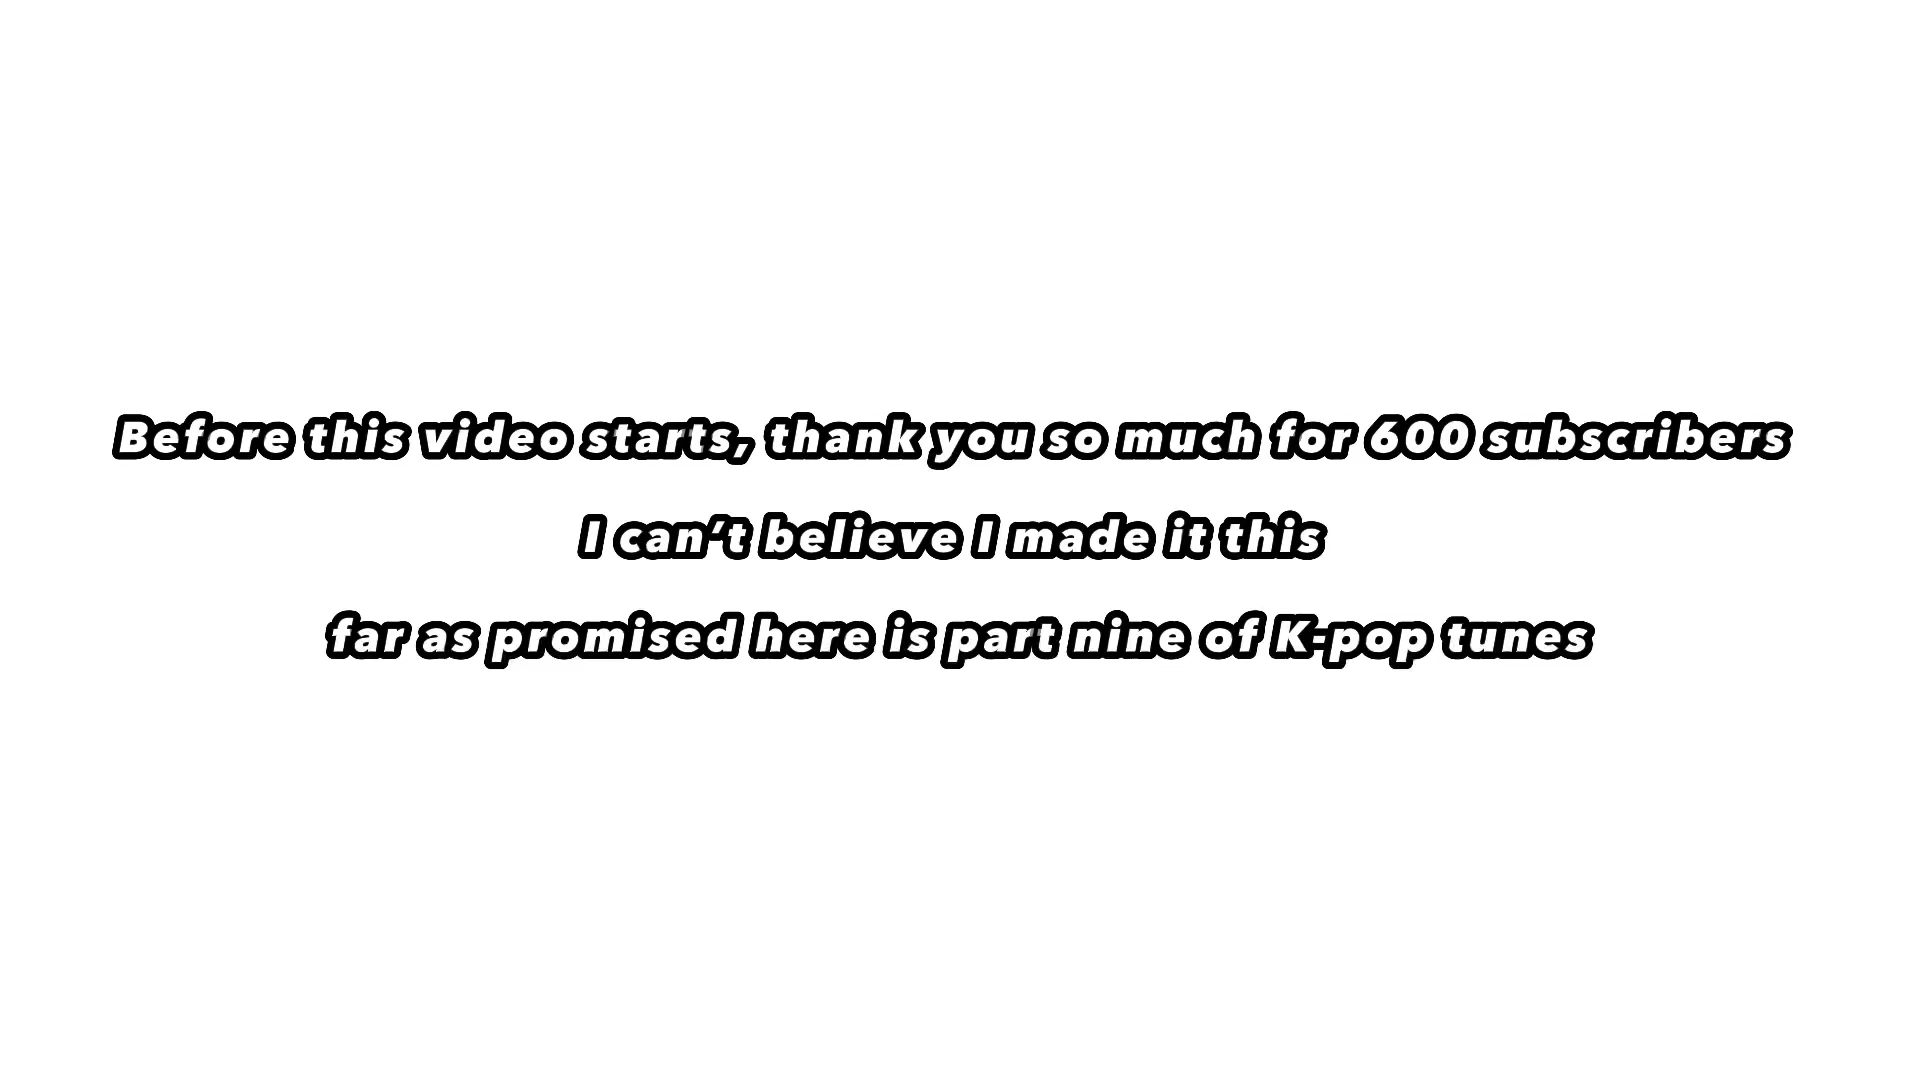 Before this video starts, thank you so much for 600 subscribers
I can’t believe I made it this
far as promised here is part nine of K-pop tunes